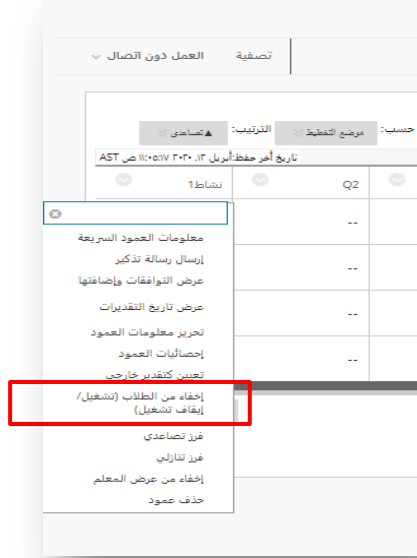 تصفية العمل دون اتصال
حسب: موضع التخطيط الترتيب: ▲تصاعدي
تاريخ آخر حفظ:أبريل ١٣, ٢٠٢٠ ١١:٠٥:١٧ ص AST
Q2 نشاط1
--
--
--
--
معلومات العمود السريعة
إرسال رسالة تذكير
عرض التوافقات وإضافتها
عرض تاريخ التقديرات
تحرير معلومات العمود
إحصائيات العمود
تعيين كتقدير خارجي
إخفاء من الطلاب (تشغيل/
إيقاف تشغيل)
فرز تصاعدي
فرز تنازلي
إخفاء من عرض المعلم
حذف عمود